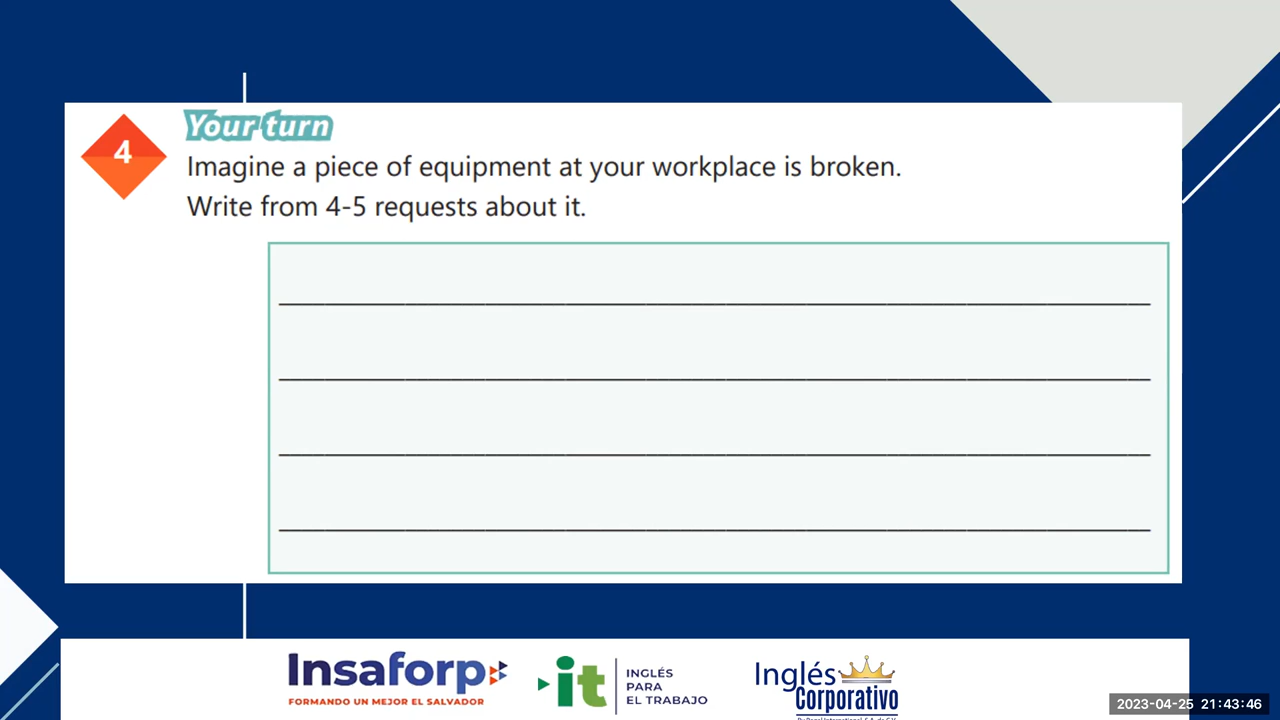 4
Your turn
Imagine a piece of equipment at your workplace is broken.
Write from 4-5 requests about it.
Insaforp
FORMANDO UN MEJOR EL SALVADOR
it
INGLÉS
PARA
EL TRABAJO
Inglés
Corporativo
2023-04-25 21:43:46